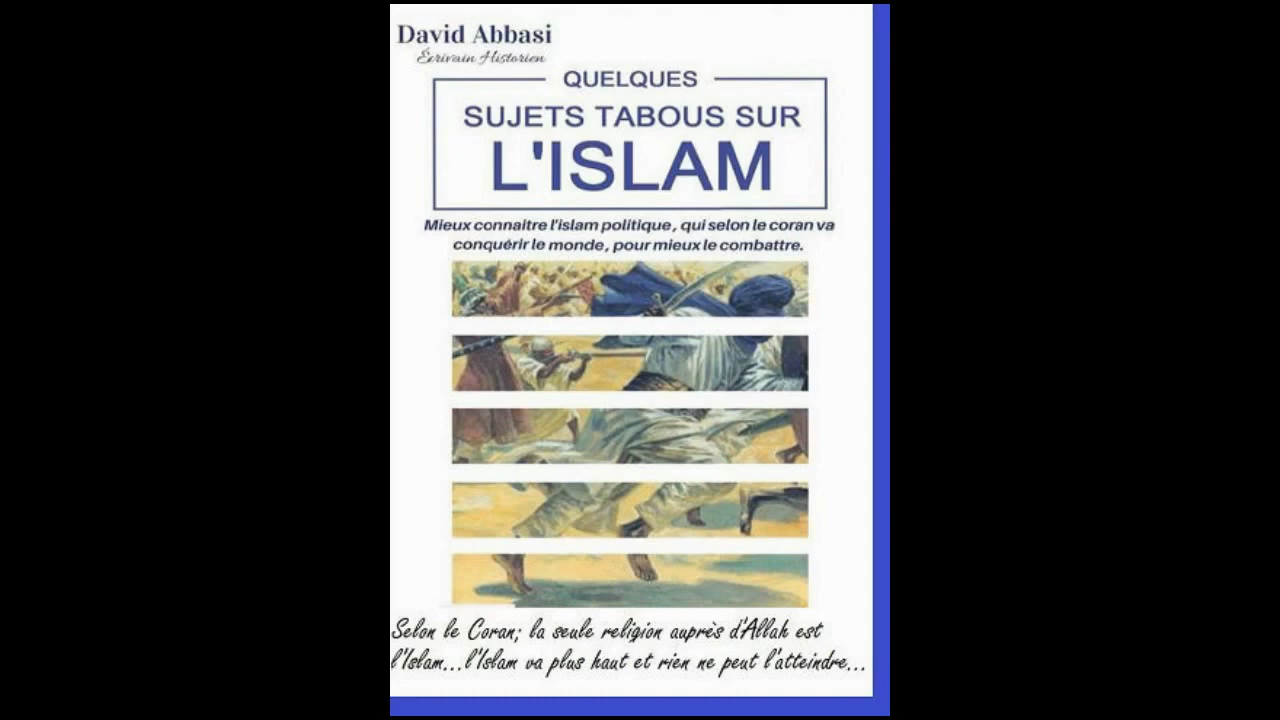 David Abbasi
Écrivain Historien
QUELQUES
SUJETS TABOUS SUR
L'ISLAM
Mieux connaitre l'islam politique, qui selon le coran va
conquérir le monde, pour mieux le combattre.
Selon le Coran; la seule religion auprès d'Allah est
l'Islam...l'Islam va plus haut et rien ne peut l'atteindre...